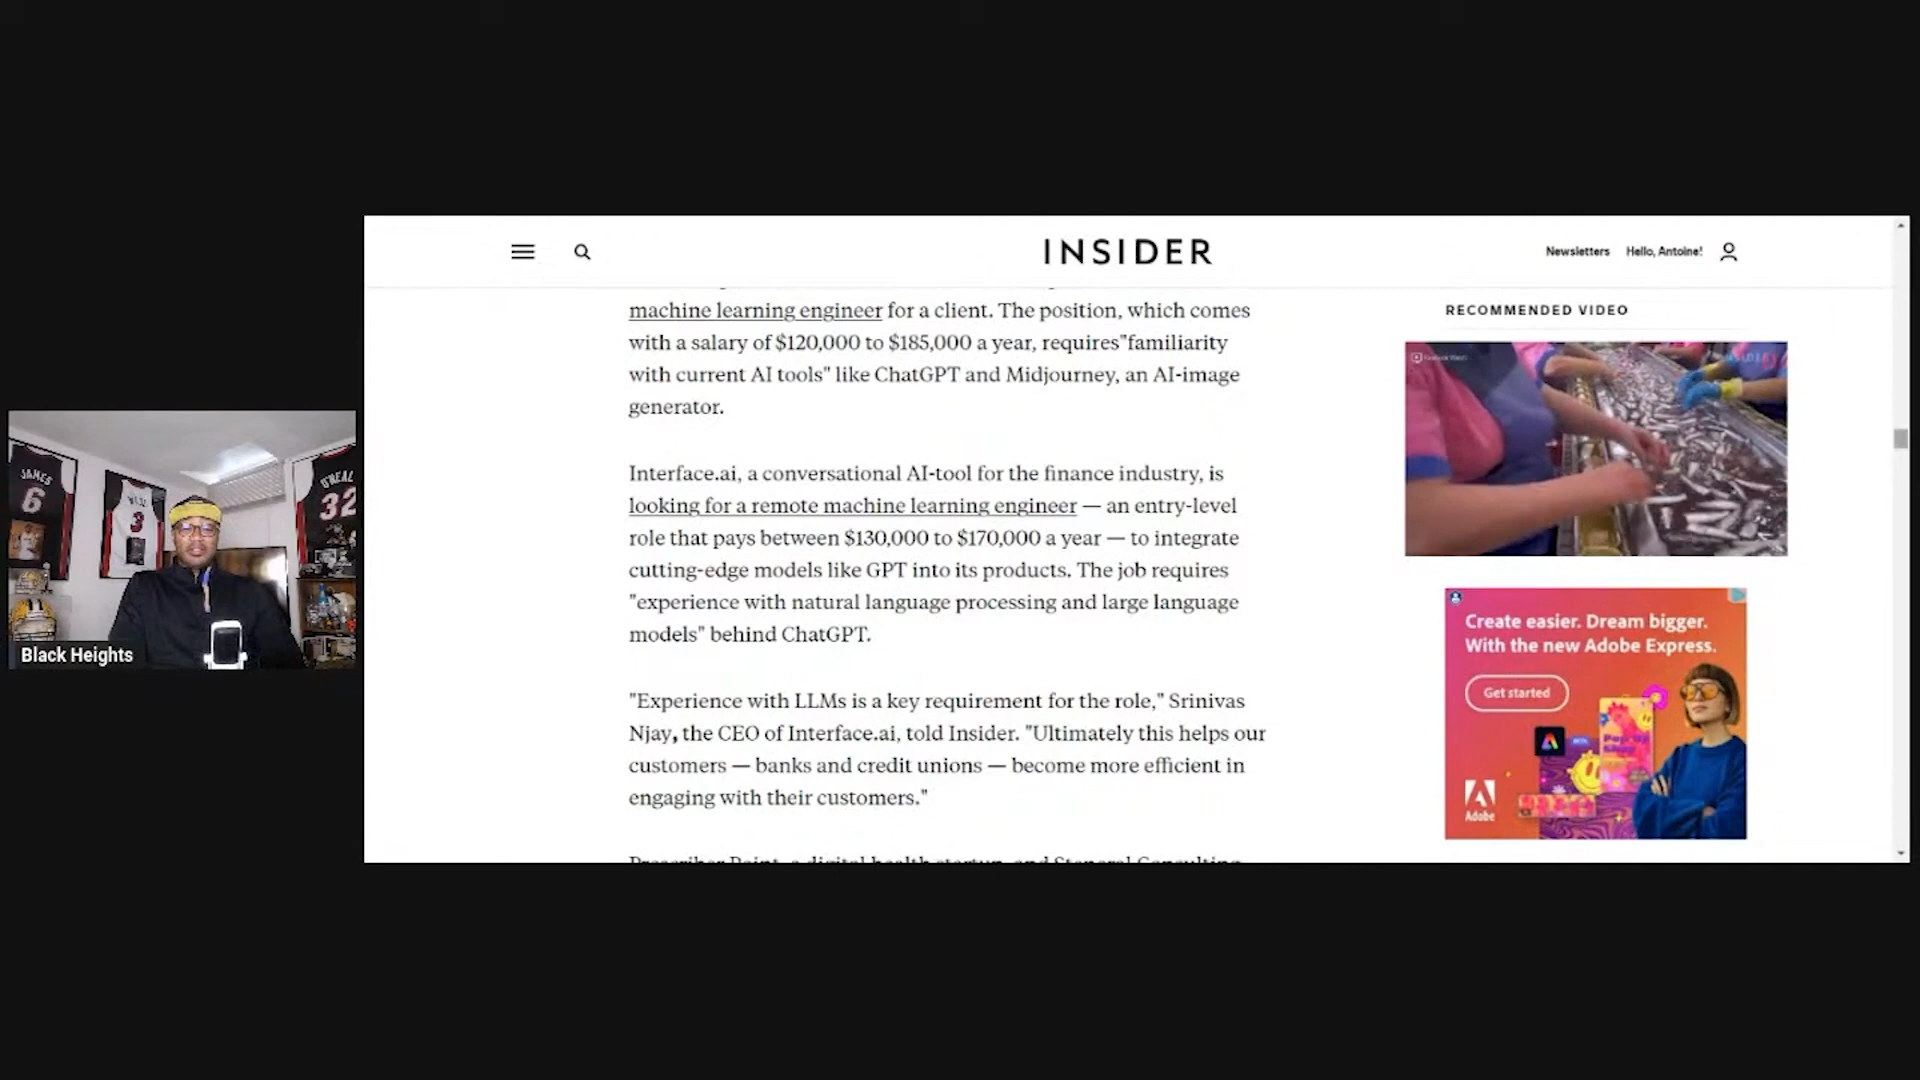 INSIDER
Newsletters
Hello, Antoine!
machine learning engineer for a client. The position, which comes
with a salary of $120,000 to $185,000 a year, requires"familiarity
with current AI tools" like ChatGPT and Midjourney, an AI-image
generator.
Interface.ai, a conversational AI-tool for the finance industry, is
looking for a remote machine learning engineer — an entry-level
role that pays between $130,000 to $170,000 a year — to integrate
cutting-edge models like GPT into its products. The job requires
"experience with natural language processing and large language
models" behind ChatGPT.
"Experience with LLMs is a key requirement for the role," Srinivas
Njay, the CEO of Interface.ai, told Insider. "Ultimately this helps our
customers — banks and credit unions — become more efficient in
engaging with their customers."
Prescriber Point, a digital health startup, and Consulting
RECOMMENDED VIDEO
Create easier. Dream bigger.
With the new Adobe Express.
Get started
Adobe
JAMES
6
3
O'NEAL
32
Black Heights